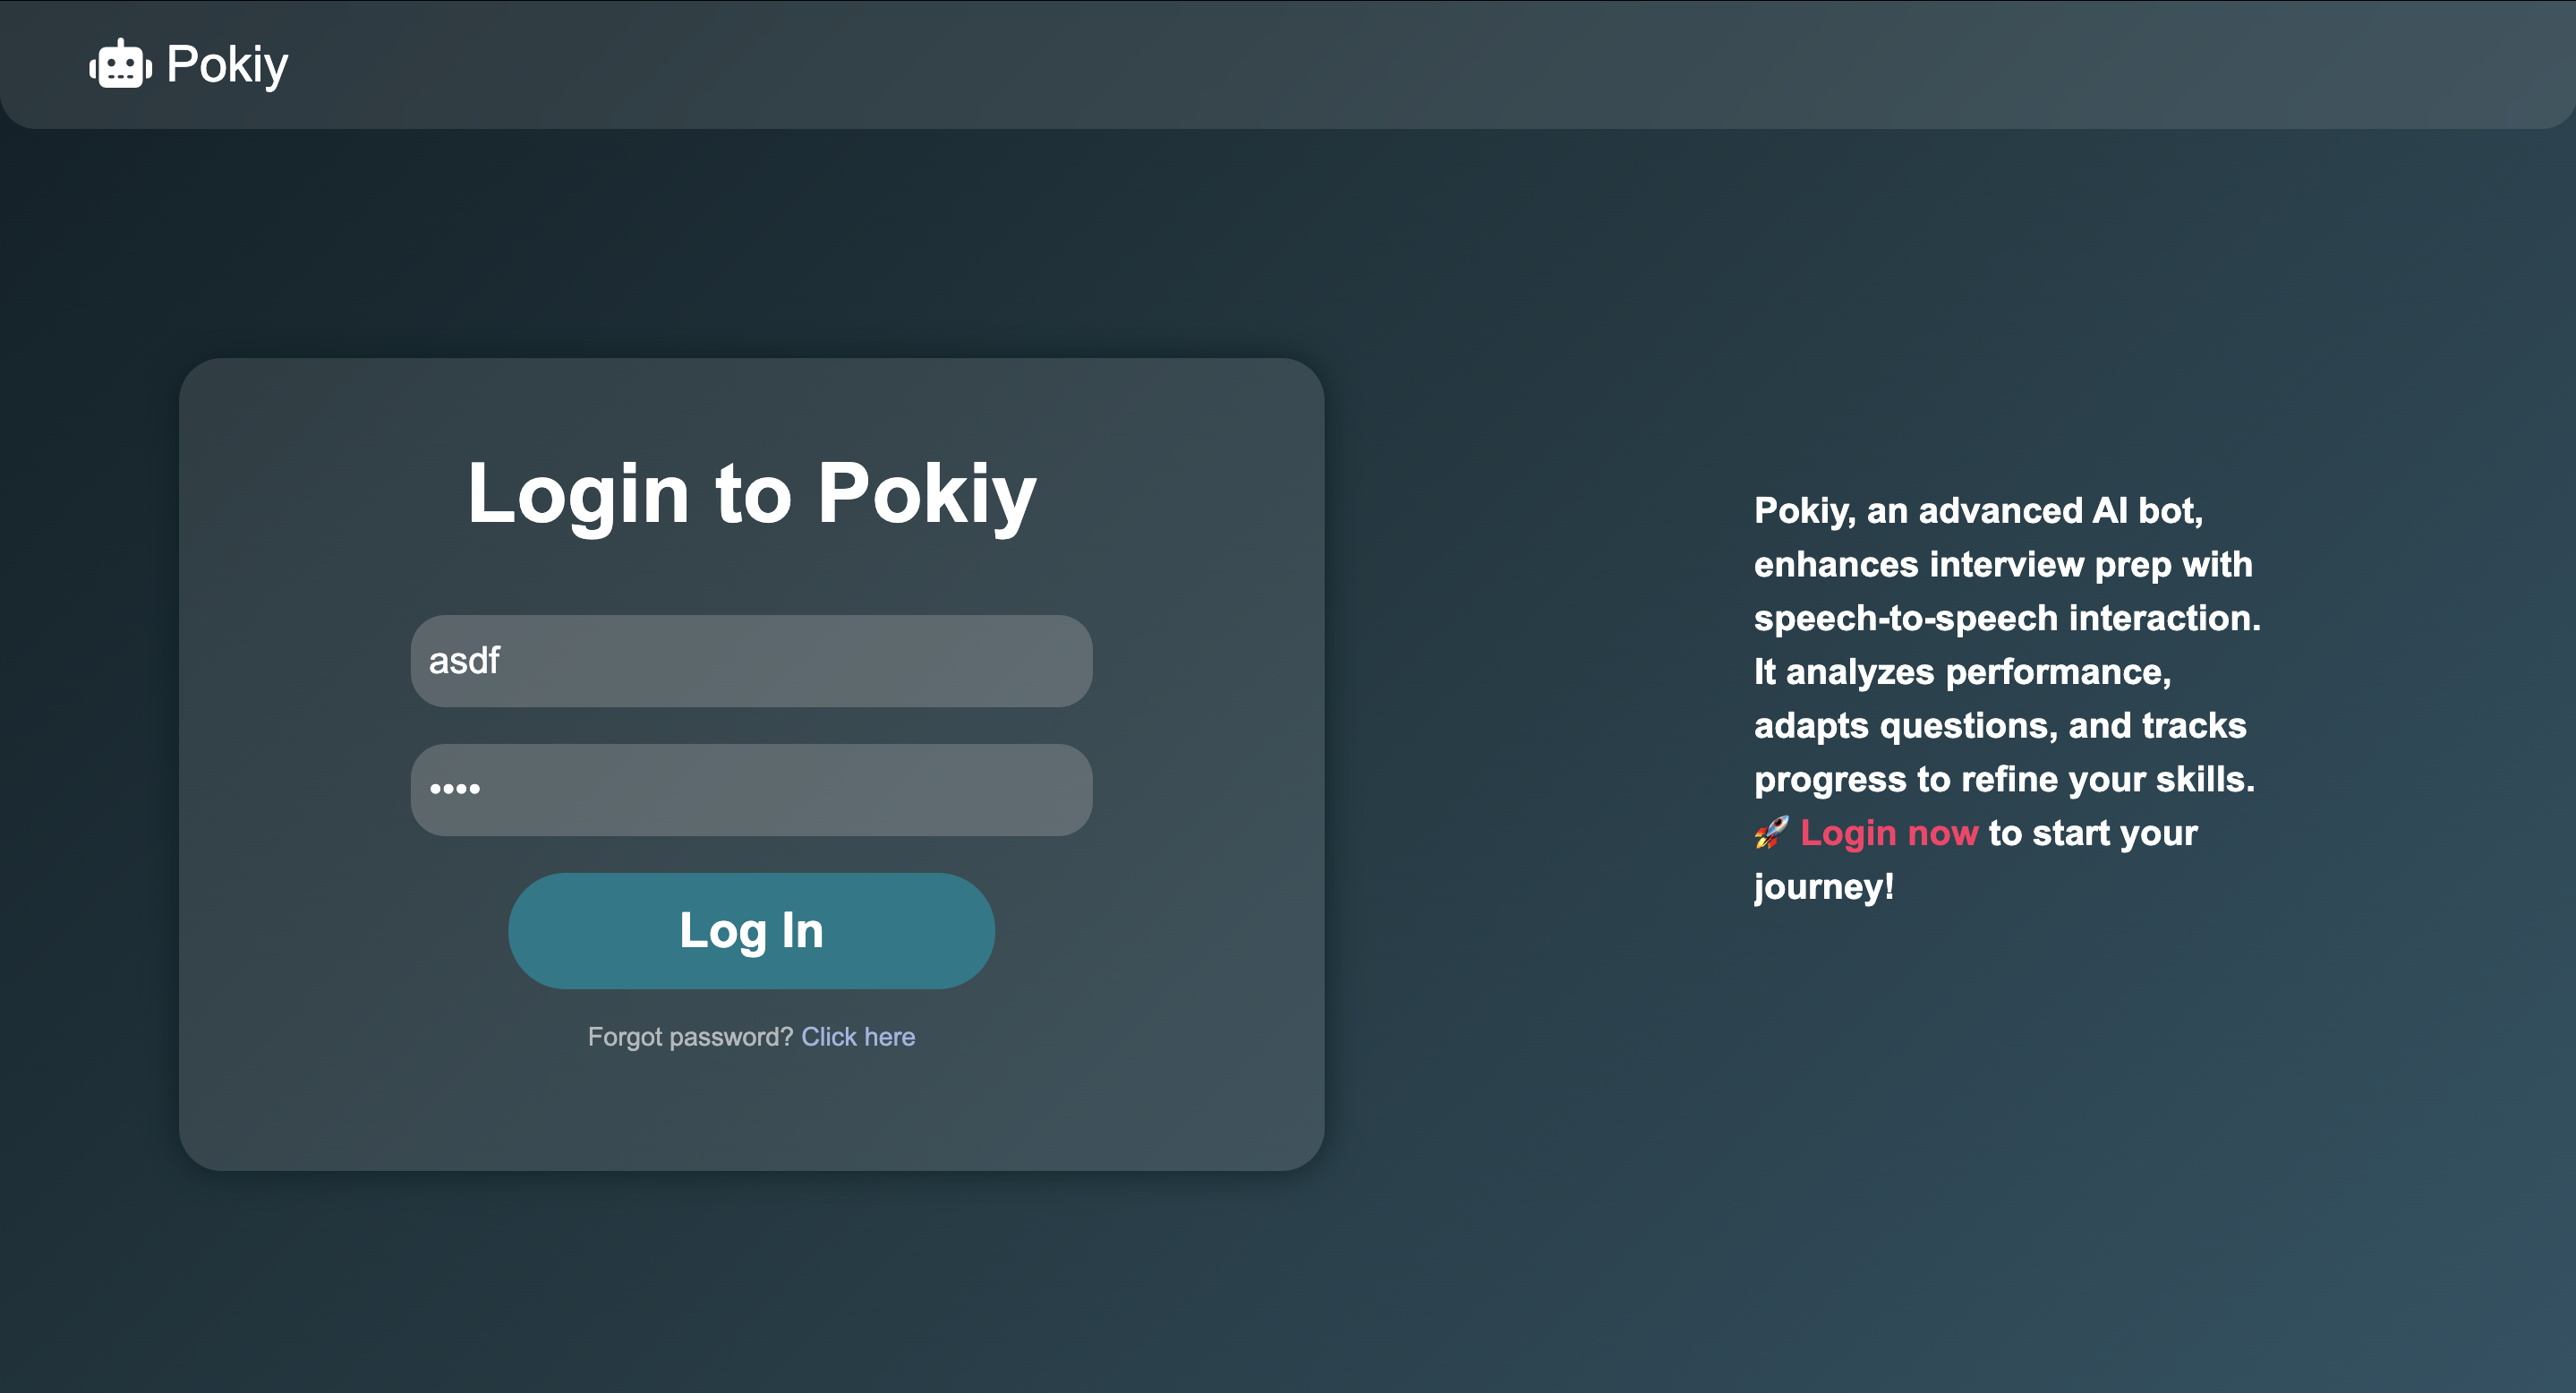 Pokiy
Login to Pokiy
asdf
••••
Log In
Forgot password? Click here
Pokiy, an advanced AI bot,
enhances interview prep with
speech-to-speech interaction.
It analyzes performance,
adapts questions, and tracks
progress to refine your skills.
🚀 Login now to start your
journey!